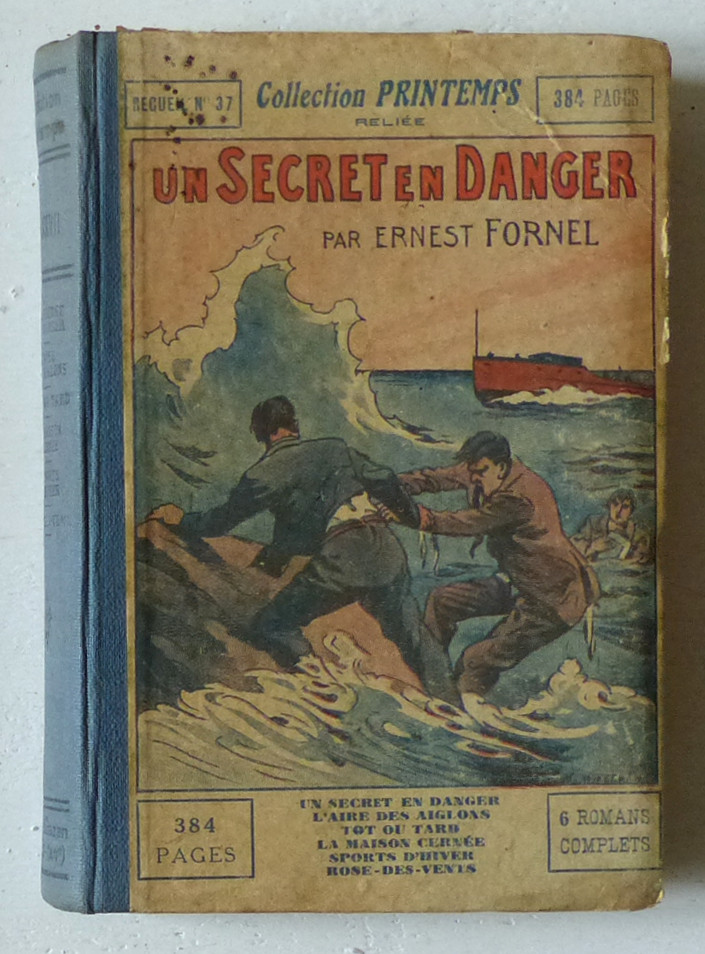 RECUEIL N° 37
Collection PRINTEMPS
RELIÉE
384 PAGES
UN SECRET EN DANGER
PAR ERNEST FORNEL
384
PAGES
UN SECRET EN DANGER
L'AIRE DES AIGLONS
TOT OU TARD
LA MAISON CERNÉE
SPORTS D'HIVER
ROSE-DES-VENTS
6 ROMANS
COMPLETS